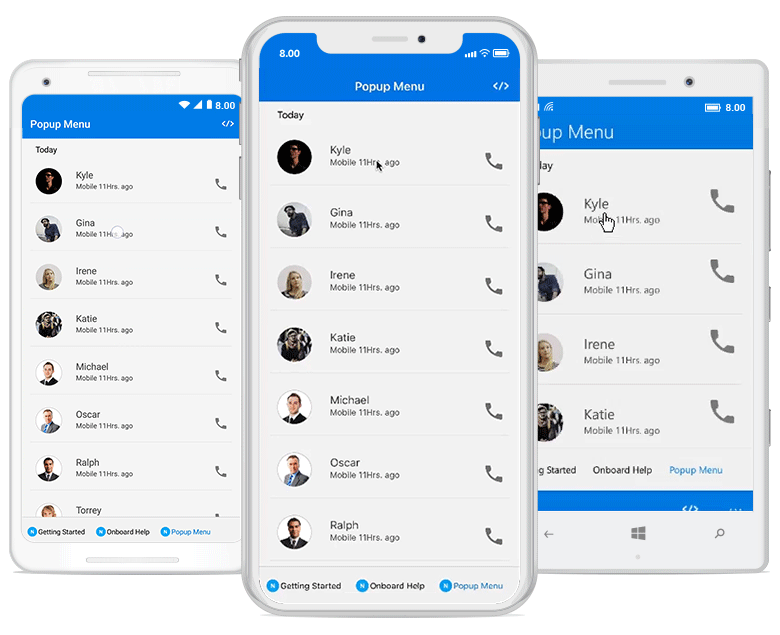 8.00
Popup Menu
Today
Kyle
Mobile 11Hrs. ago
Gina
Mobile 11Hrs. ago
Irene
Mobile 11Hrs. ago
Katie
Mobile 11Hrs. ago
Michael
Mobile 11Hrs. ago
Oscar
Mobile 11Hrs. ago
Ralph
Mobile 11Hrs. ago
Torrey
N Getting Started N Onboard Help N Popup Menu
8.00
Popup Menu </>
Today
Kyle
Mobile 11Hrs. ago
Gina
Mobile 11Hrs. ago
Irene
Mobile 11Hrs. ago
Katie
Mobile 11Hrs. ago
Michael
Mobile 11Hrs. ago
Oscar
Mobile 11Hrs. ago
Ralph
Mobile 11Hrs. ago
N Getting Started N Onboard Help N Popup Menu
8.00
up Menu
lay
Kyle
Mobile 11Hrs. ago
Gina
Mobile 11Hrs. ago
Irene
Mobile 11Hrs. ago
Katie
Mobile 11Hrs. ago
g Started Onboard Help Popup Menu
</> ...